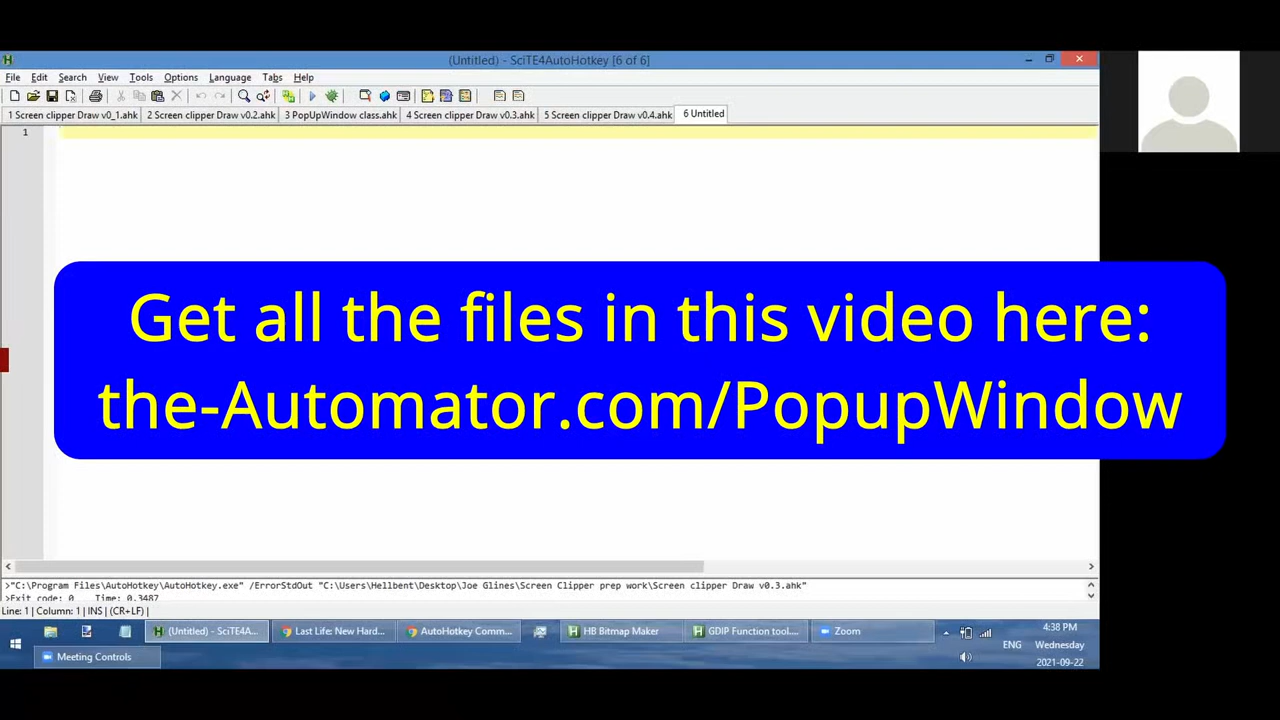 (Untitled) - SciTE4AutoHotkey [6 of 6]
File Edit Search View Tools Options Language Tabs Help
1 Screen clipper Draw v0_1.ahk 2 Screen clipper Draw v0.2.ahk 3 PopUpWindow class.ahk 4 Screen clipper Draw v0.3.ahk 5 Screen clipper Draw v0.4.ahk 6 Untitled
1
Get all the files in this video here:
the-Automator.com/PopupWindow
>"C:\Program Files\AutoHotkey\AutoHotkey.exe" /ErrorStdOut "C:\Users\Hellbent\Desktop\Joe Glines\Screen Clipper prep work\Screen clipper Draw v0.3.ahk"
>Exit code: 0 Time: 0.3487
Line: 1 | Column: 1 | INS | (CR+LF) |
(Untitled) - SciTE4A... Last Life: New Hard... AutoHotkey Comm... HB Bitmap Maker GDIP Function tool.... Zoom
Meeting Controls
ENG
4:38 PM
Wednesday
2021-09-22